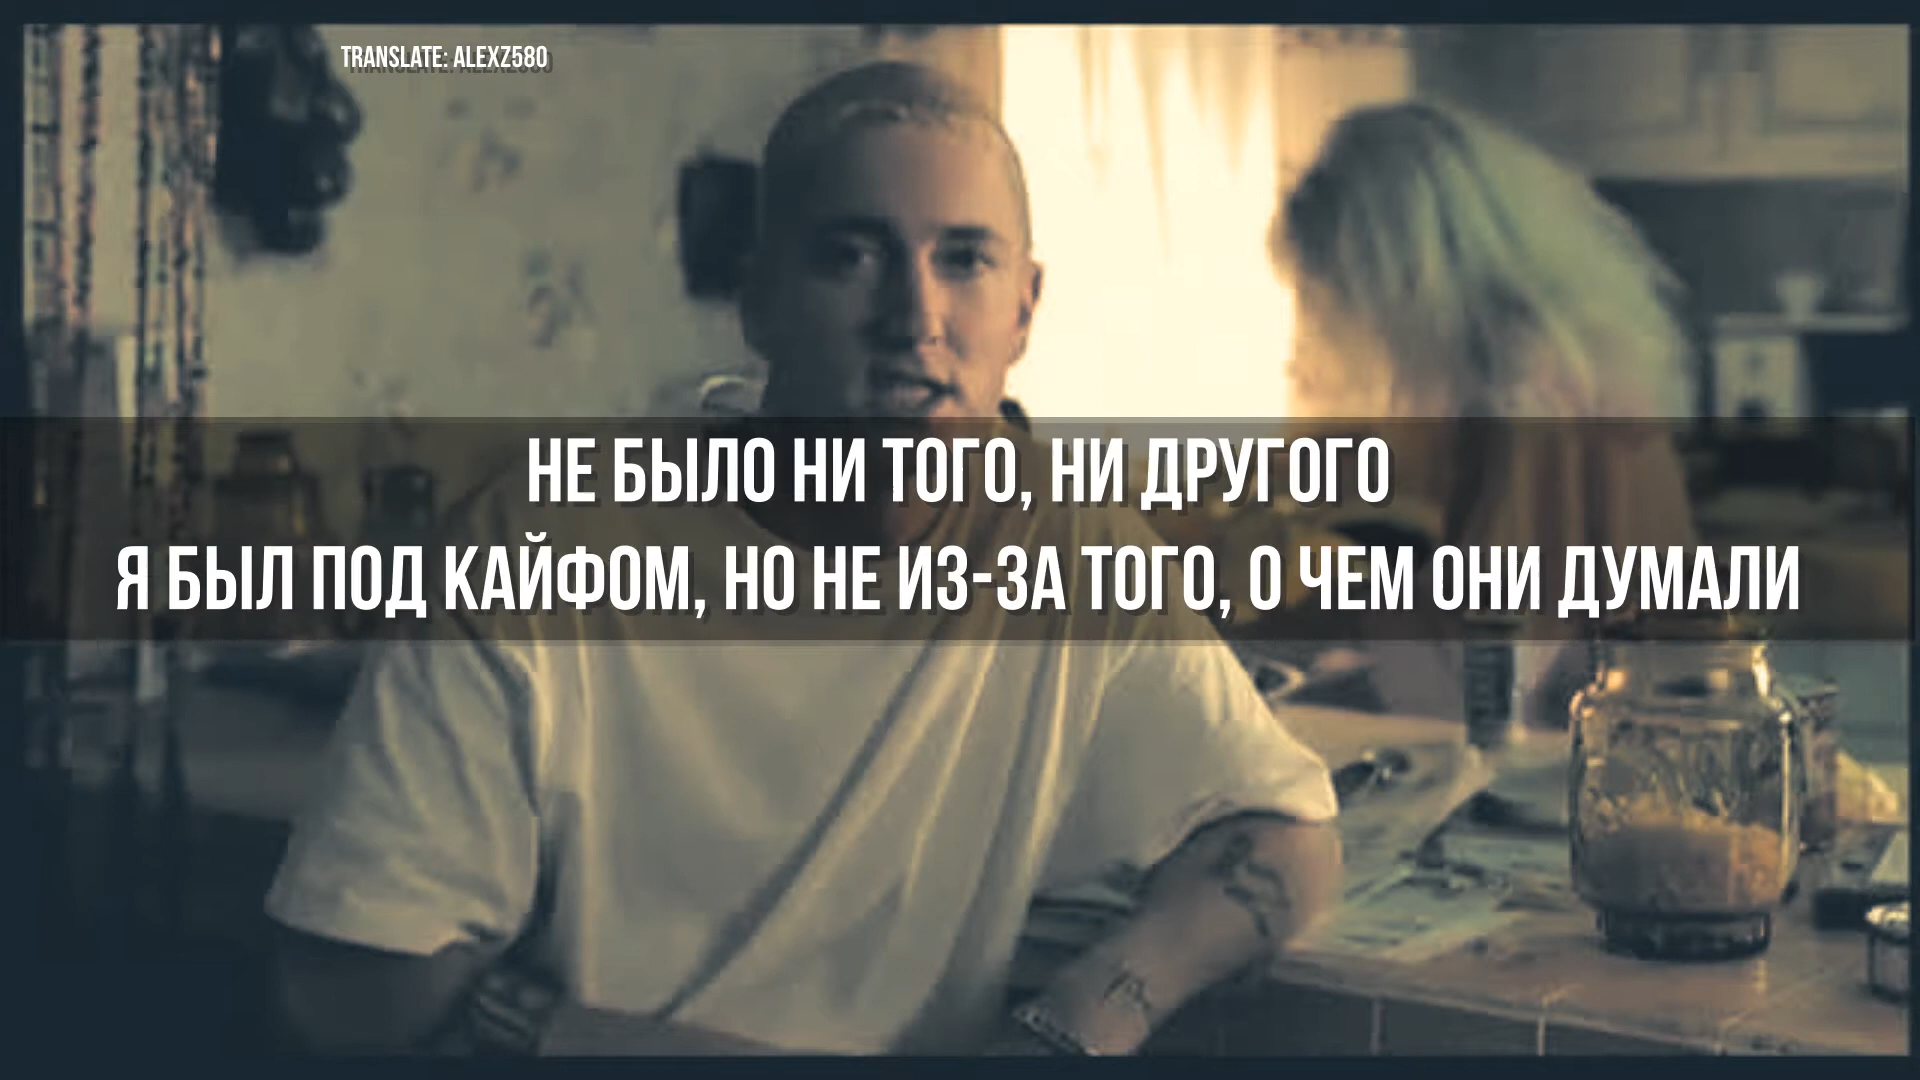 TRANSLATE: ALEXZ580
НЕ БЫЛО НИ ТОГО, НИ ДРУГОГО
Я БЫЛ ПОД КАЙФОМ, НО НЕ ИЗ-ЗА ТОГО, О ЧЕМ ОНИ ДУМАЛИ